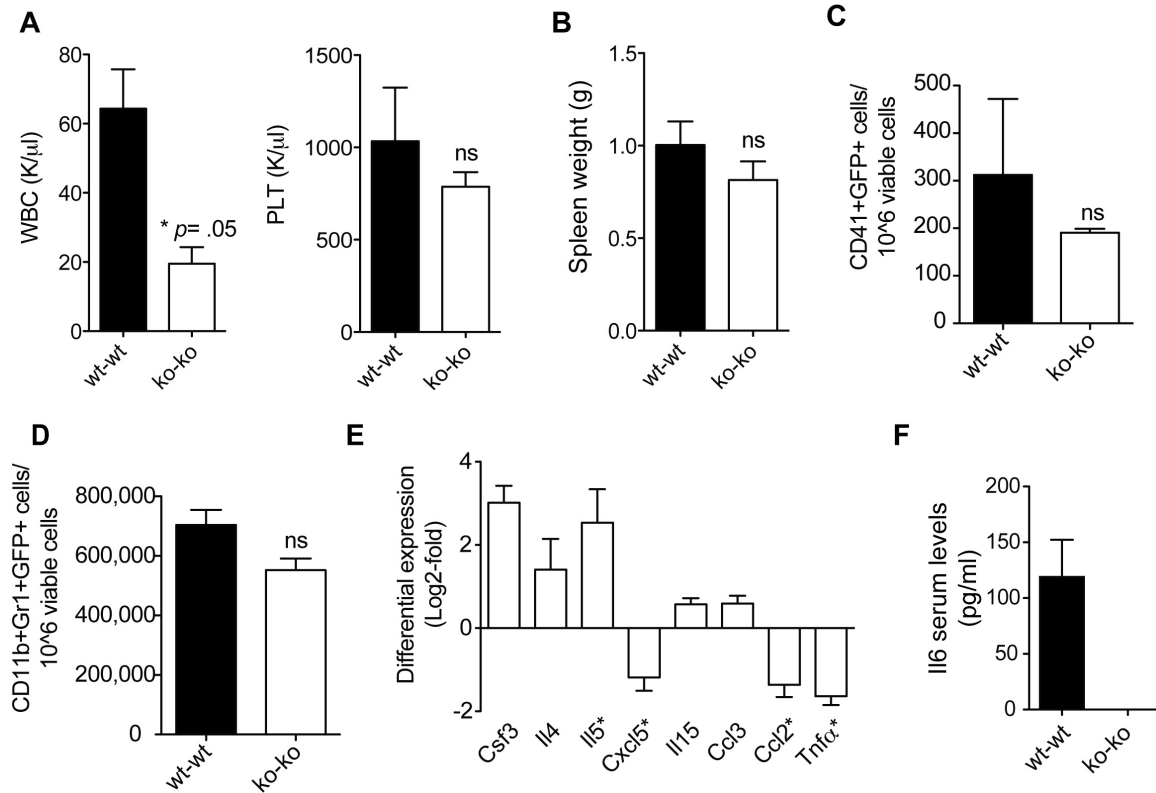 A
WBC (K/μl)
80
60
40
20
0
* p= .05
wt-wt
ko-ko
PLT (K/μl)
1500
1000
500
0
ns
wt-wt
ko-ko
B
Spleen weight (g)
1.5
1.0
0.5
0.0
ns
wt-wt
ko-ko
C
CD41+GFP+ cells/
10^6 viable cells
500
400
300
200
100
0
ns
wt-wt
ko-ko
D
CD11b+Gr1+GFP+ cells/
10^6 viable cells
800,000
600,000
400,000
200,000
0
ns
wt-wt
ko-ko
E
Differential expression
(Log2-fold)
4
2
0
-2
Csf3
Il4
Il5*
Cxcl5*
Il15
Ccl3
Ccl2*
Tnfα*
F
Il6 serum levels
(pg/ml)
200
150
100
50
0
wt-wt
ko-ko